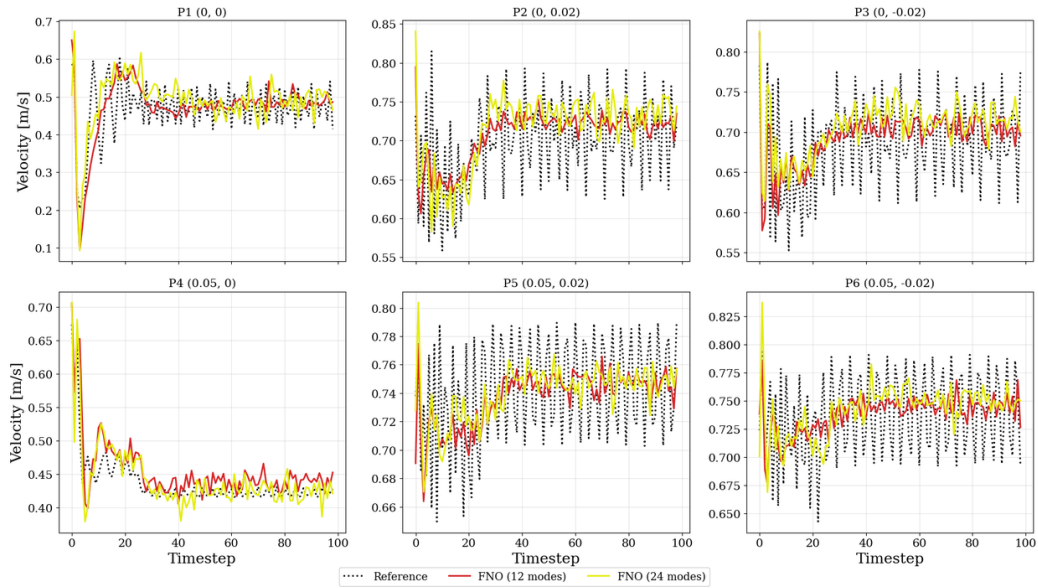 P1 (0, 0)
P2 (0, 0.02)
P3 (0, -0.02)
Velocity [m/s]
0.7
0.6
0.5
0.4
0.3
0.2
0.1
0.80
0.75
0.70
0.65
0.60
0.55
0.80
0.75
0.70
0.65
0.60
0.55
P4 (0.05, 0)
P5 (0.05, 0.02)
P6 (0.05, -0.02)
Velocity [m/s]
0.70
0.65
0.60
0.55
0.50
0.45
0.40
0.80
0.78
0.76
0.74
0.72
0.70
0.68
0.66
0.825
0.800
0.775
0.750
0.725
0.700
0.675
0.650
0 20 40 60 80 100
0 20 40 60 80 100
0 20 40 60 80 100
Timestep
Timestep
Timestep
Reference FNO (12 modes) FNO (24 modes)